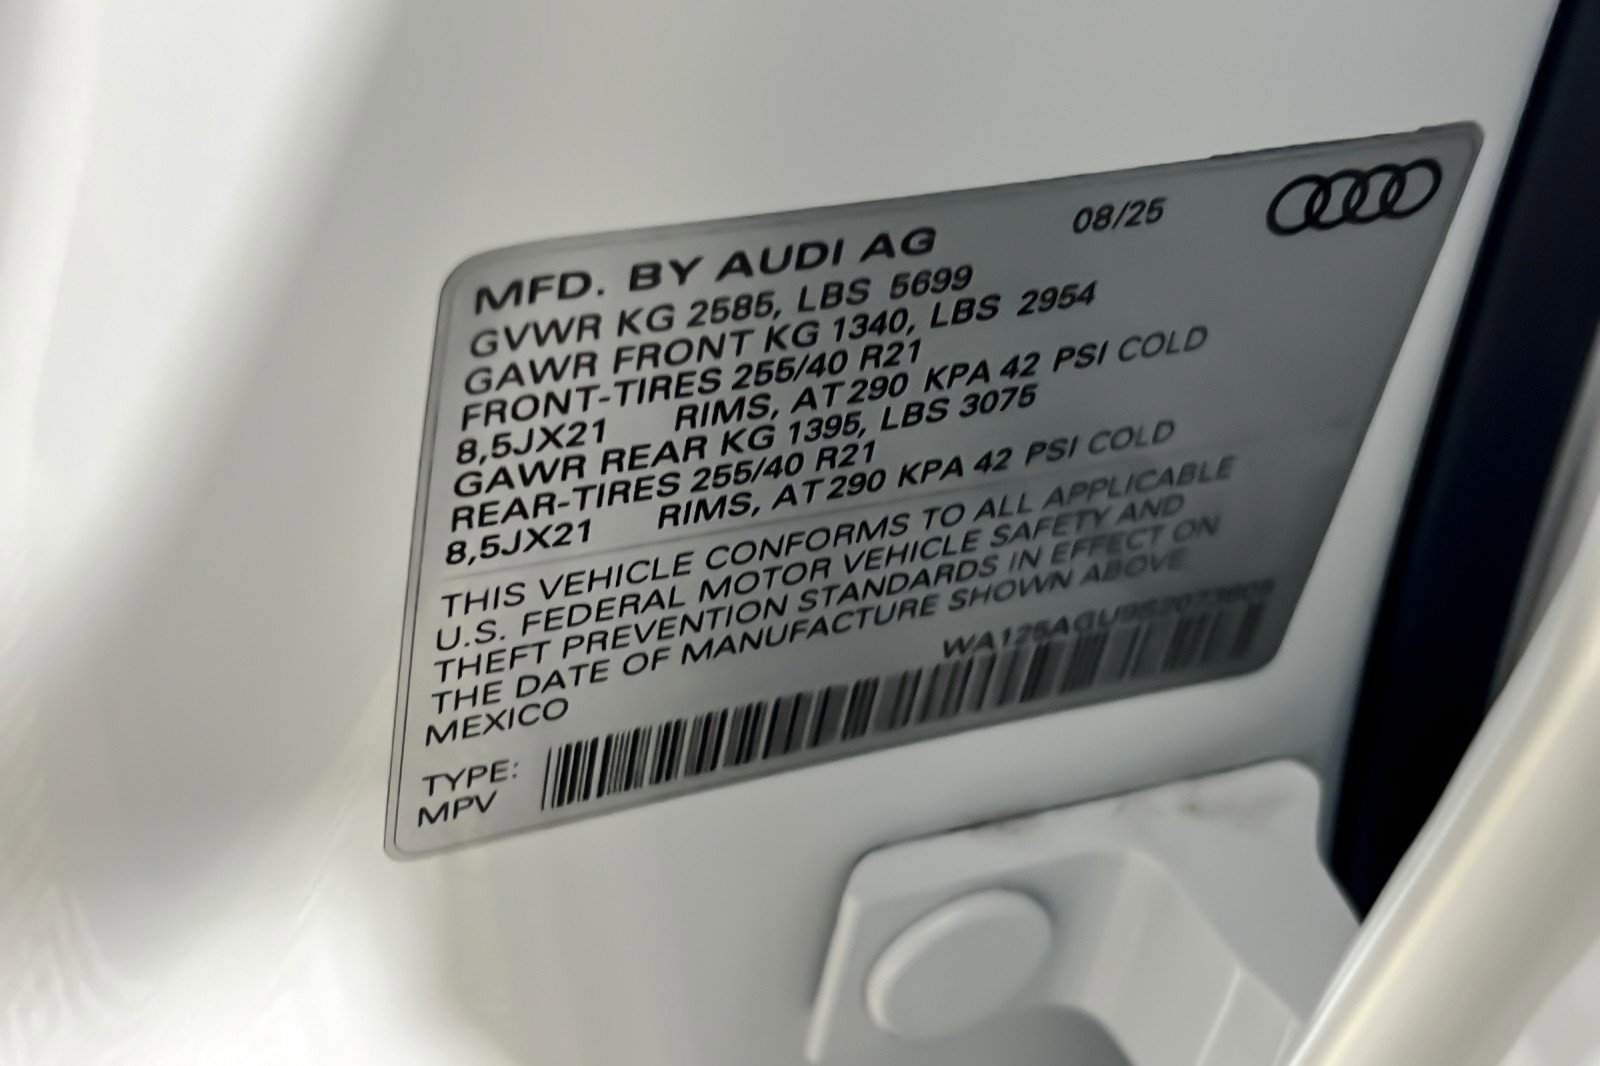 MFD. BY AUDI AG 08/25
GVWR KG 2585, LBS 5699
GAWR FRONT KG 1340, LBS 2954
FRONT-TIRES 255/40 R21
8,5JX21 RIMS, AT 290 KPA 42 PSI COLD
GAWR REAR KG 1395, LBS 3075
REAR-TIRES 255/40 R21
8,5JX21 RIMS, AT 290 KPA 42 PSI COLD
THIS VEHICLE CONFORMS TO ALL APPLICABLE
U.S. FEDERAL MOTOR VEHICLE SAFETY AND
THEFT PREVENTION STANDARDS IN EFFECT ON
THE DATE OF MANUFACTURE SHOWN ABOVE
MEXICO
TYPE:
MPV